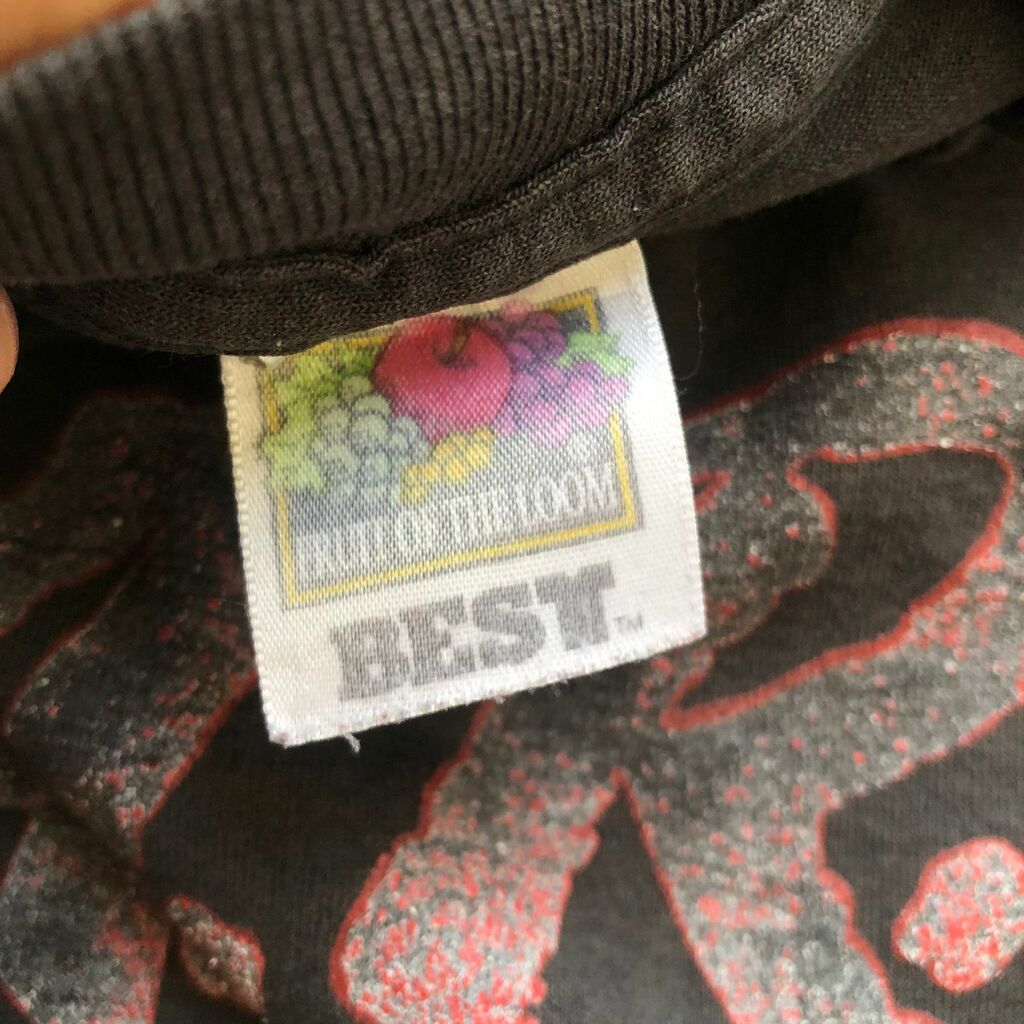 FRUIT OF THE LOOM
BEST™